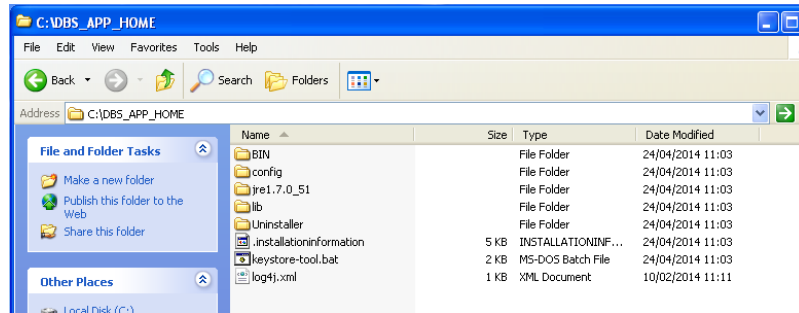 C:\DBS_APP_HOME
File Edit View Favorites Tools Help
Back Search Folders
Address C:\DBS_APP_HOME
Name Size Type Date Modified
File and Folder Tasks
Make a new folder
Publish this folder to the
Web
Share this folder
Other Places
Local Disk (C:)
BIN File Folder 24/04/2014 11:03
config File Folder 24/04/2014 11:03
jre1.7.0_51 File Folder 24/04/2014 11:03
lib File Folder 24/04/2014 11:03
Uninstaller File Folder 24/04/2014 11:03
.installationinformation 5 KB INSTALLATIONINF... 24/04/2014 11:03
keystore-tool.bat 2 KB MS-DOS Batch File 24/04/2014 11:03
log4j.xml 1 KB XML Document 10/02/2014 11:11